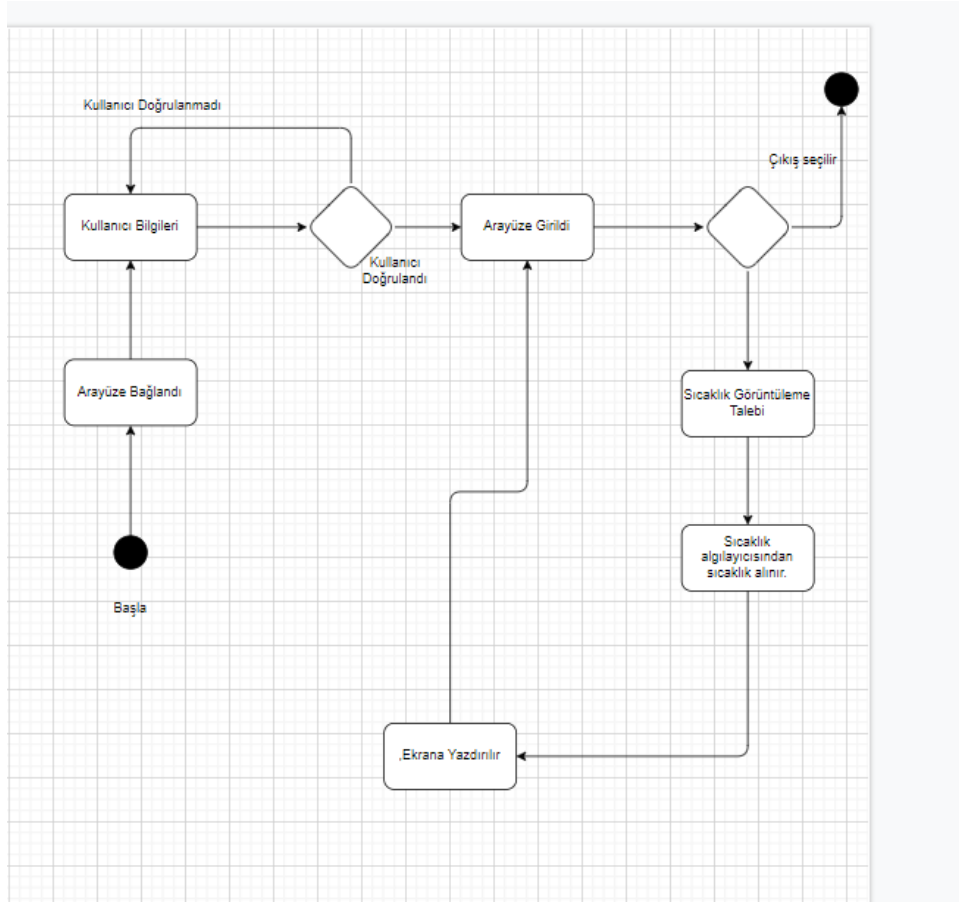 Kullanıcı Doğrulanmadı
Çıkış seçilir
Kullanıcı Bilgileri
Arayüze Girildi
Kullanıcı
Doğrulandı
Arayüze Bağlandı
Sıcaklık Görüntüleme
Talebi
Sıcaklık
algılayıcısından
sıcaklık alınır.
Başla
,Ekrana Yazdırılır